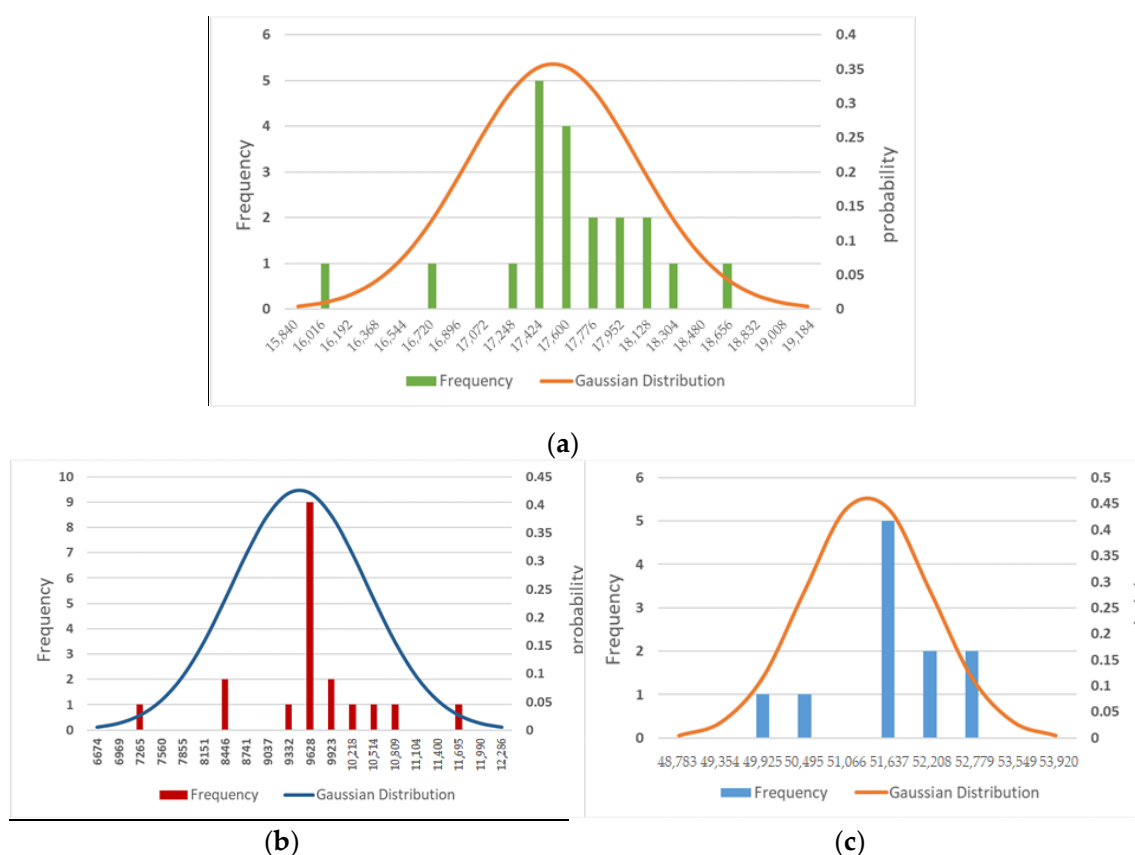 6 0.4
5 0.35
4 0.3
3 0.25
2 0.2
1 0.15
0 0.1
0.05
0
Frequency
probability
15,840 16,016 16,192 16,368 16,544 16,720 16,896 17,072 17,248 17,424 17,600 17,776 17,952 18,128 18,304 18,480 18,656 18,832 19,008 19,184
Frequency Gaussian Distribution
(a)
10 0.45
9 0.4
8 0.35
7 0.3
6 0.25
5 0.2
4 0.15
3 0.1
2 0.05
1 0
0
Frequency
probability
6674 6969 7265 7560 7855 8151 8446 8741 9037 9332 9628 9923 10,218 10,514 10,809 11,104 11,400 11,695 11,990 12,286
Frequency Gaussian Distribution
(b)
6 0.5
5 0.45
4 0.4
3 0.35
2 0.3
1 0.25
0 0.2
0.15
0.1
0.05
0
Frequency
48,783 49,354 49,925 50,495 51,066 51,637 52,208 52,779 53,549 53,920
Frequency Gaussian Distribution
(c)